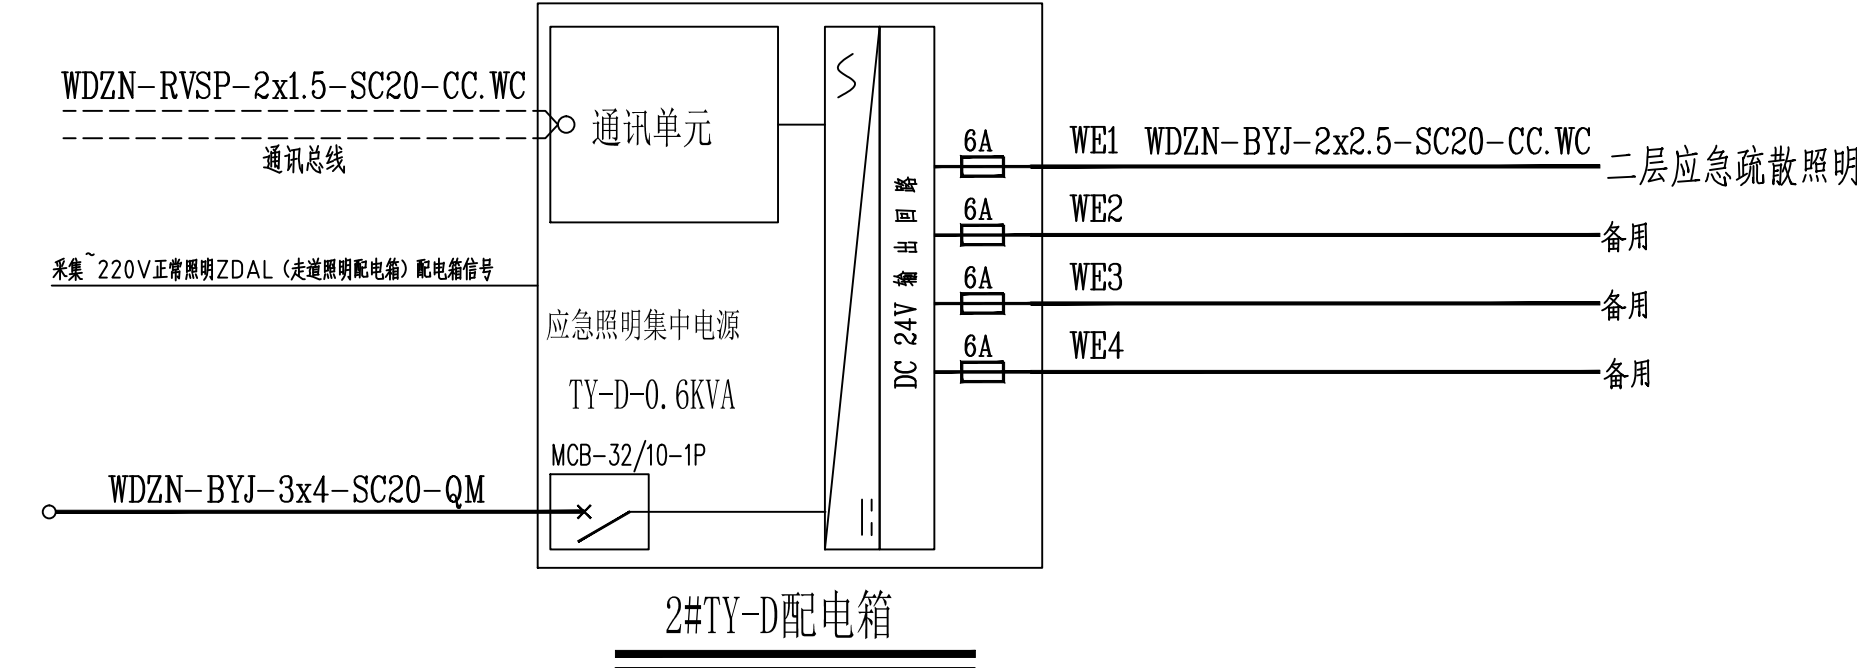 WDZN-RVSP-2x1.5-SC20-CC.WC
通讯总线
通讯单元
采集~220V正常照明ZDAL(走道照明配电箱)配电箱信号
应急照明集中电源
TY-D-0.6KVA
MCB-32/10-1P
WDZN-BYJ-3x4-SC20-QM
DC 24V 输出回路
6A WE1 WDZN-BYJ-2x2.5-SC20-CC.WC 二层应急疏散照明
6A WE2 备用
6A WE3 备用
6A WE4 备用
2#TY-D配电箱